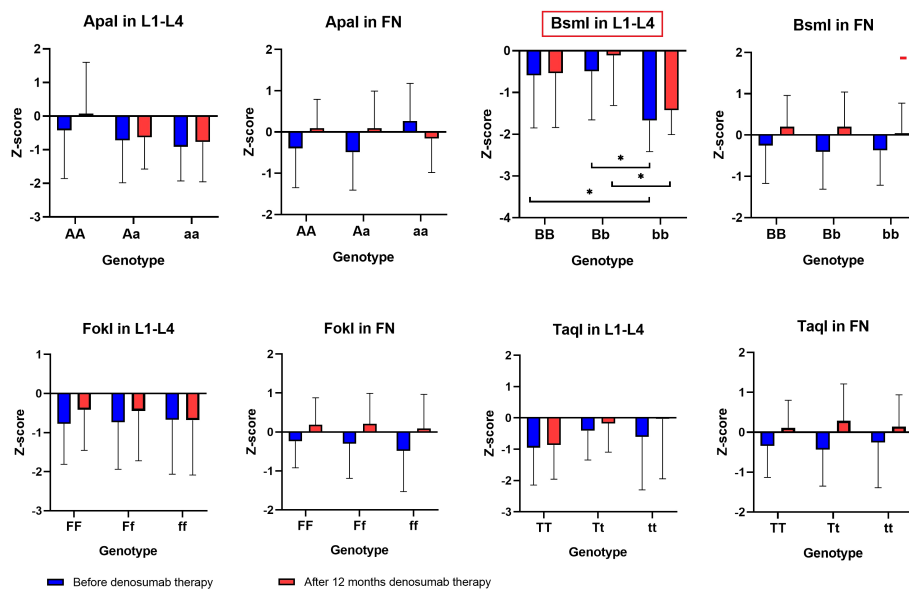 ApaI in L1-L4
Z-score
2
1
0
-1
-2
-3
AA
Aa
aa
Genotype
ApaI in FN
Z-score
2
1
0
-1
-2
AA
Aa
aa
Genotype
BsmI in L1-L4
Z-score
0
-1
-2
-3
-4
*
*
*
BB
Bb
bb
Genotype
BsmI in FN
Z-score
2
1
0
-1
-2
BB
Bb
bb
Genotype
FokI in L1-L4
Z-score
1
0
-1
-2
-3
FF
Ff
ff
Genotype
FokI in FN
Z-score
2
1
0
-1
-2
FF
Ff
ff
Genotype
TaqI in L1-L4
Z-score
2
1
0
-1
-2
-3
TT
Tt
tt
Genotype
TaqI in FN
Z-score
2
1
0
-1
-2
TT
Tt
tt
Genotype
Before denosumab therapy
After 12 months denosumab therapy